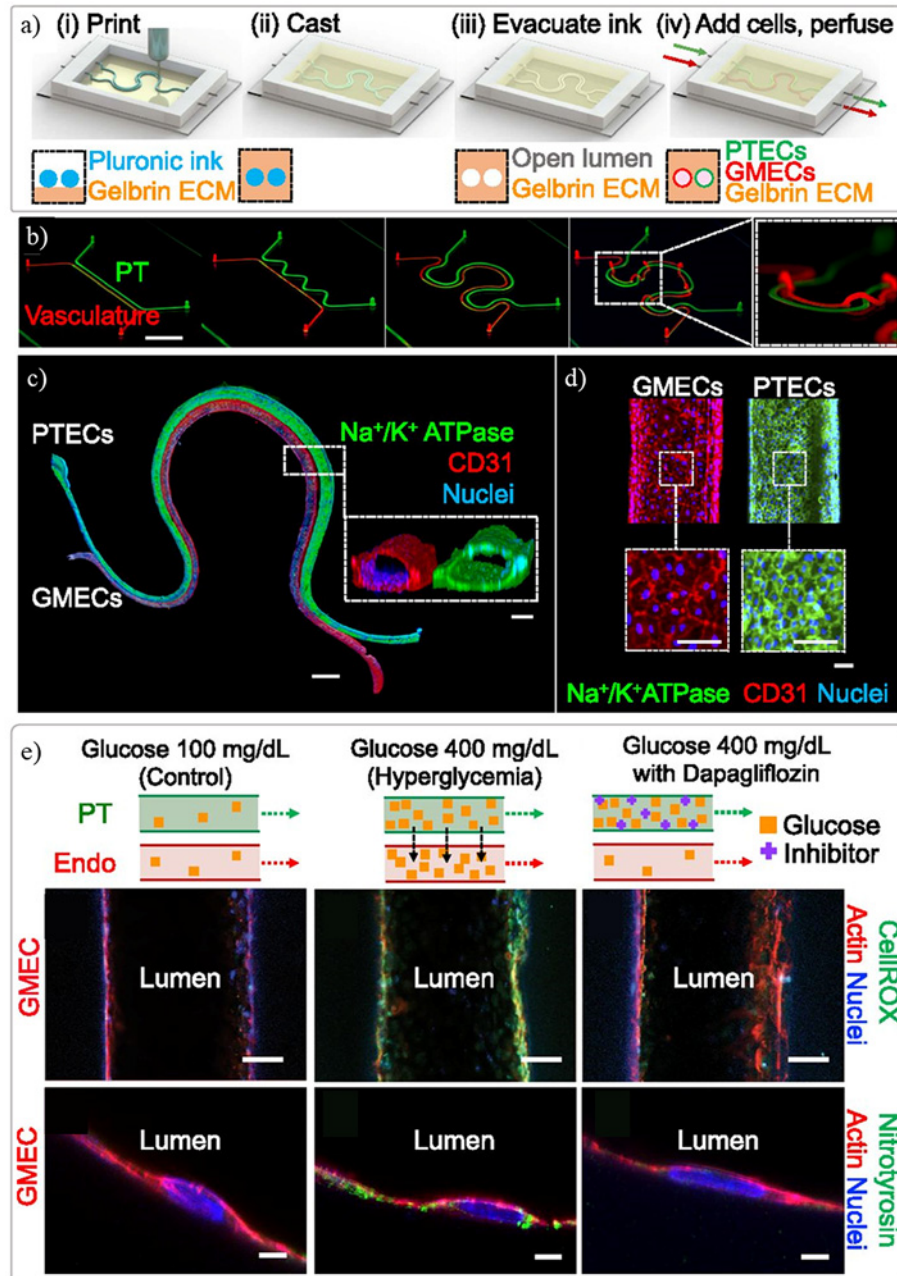 a)
(i) Print
(ii) Cast
(iii) Evacuate ink
(iv) Add cells, perfuse
Pluronic ink
Gelbrin ECM
Open lumen
Gelbrin ECM
PTECs
GMECs
Gelbrin ECM
b)
PT
Vasculature
c)
PTECs
GMECs
Na⁺/K⁺ ATPase
CD31
Nuclei
d)
GMECs
PTECs
Na⁺/K⁺ATPase CD31 Nuclei
e)
Glucose 100 mg/dL
(Control)
Glucose 400 mg/dL
(Hyperglycemia)
Glucose 400 mg/dL
with Dapagliflozin
PT
Endo
Glucose
Inhibitor
GMEC
Lumen
Lumen
Lumen
CellROX
Actin Nuclei
GMEC
Lumen
Lumen
Lumen
Nitrotyrosin
Actin Nuclei